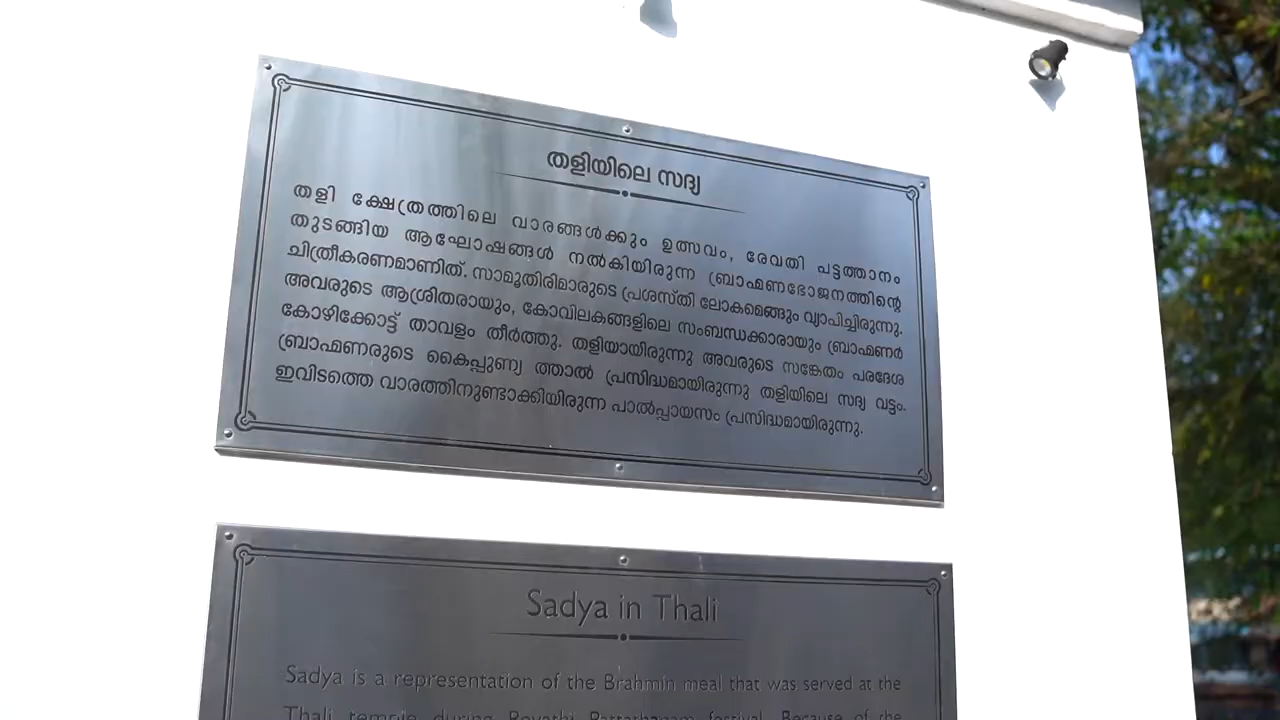 തളിയിലെ സദ്യ
തളി ക്ഷേത്രത്തിലെ വാരങ്ങൾക്കും ഉത്സവം, രേവതി പട്ടത്താനം
തുടങ്ങിയ ആഘോഷങ്ങൾ നൽകിയിരുന്ന ബ്രാഹ്മണഭോജനത്തിന്റെ
ചിത്രീകരണമാണിത്. സാമൂതിരിമാരുടെ പ്രശസ്തി ലോകമെങ്ങും വ്യാപിച്ചിരുന്നു.
അവരുടെ ആശ്രിതരായും, കോവിലകങ്ങളിലെ സംബന്ധക്കാരായും ബ്രാഹ്മണർ
കോഴിക്കോട്ട് താവളം തീർത്തു. തളിയായിരുന്നു അവരുടെ സങ്കേതം പരദേശ
ബ്രാഹ്മണരുടെ കൈപ്പുണ്യ ത്താൽ പ്രസിദ്ധമായിരുന്നു തളിയിലെ സദ്യ വട്ടം.
ഇവിടത്തെ വാരത്തിനുണ്ടാക്കിയിരുന്ന പാൽപ്പായസം പ്രസിദ്ധമായിരുന്നു.
Sadya in Thali
Sadya is a representation of the Brahmin meal that was served at the
Thali temple during Revathi Pattathanam festival. Because of the